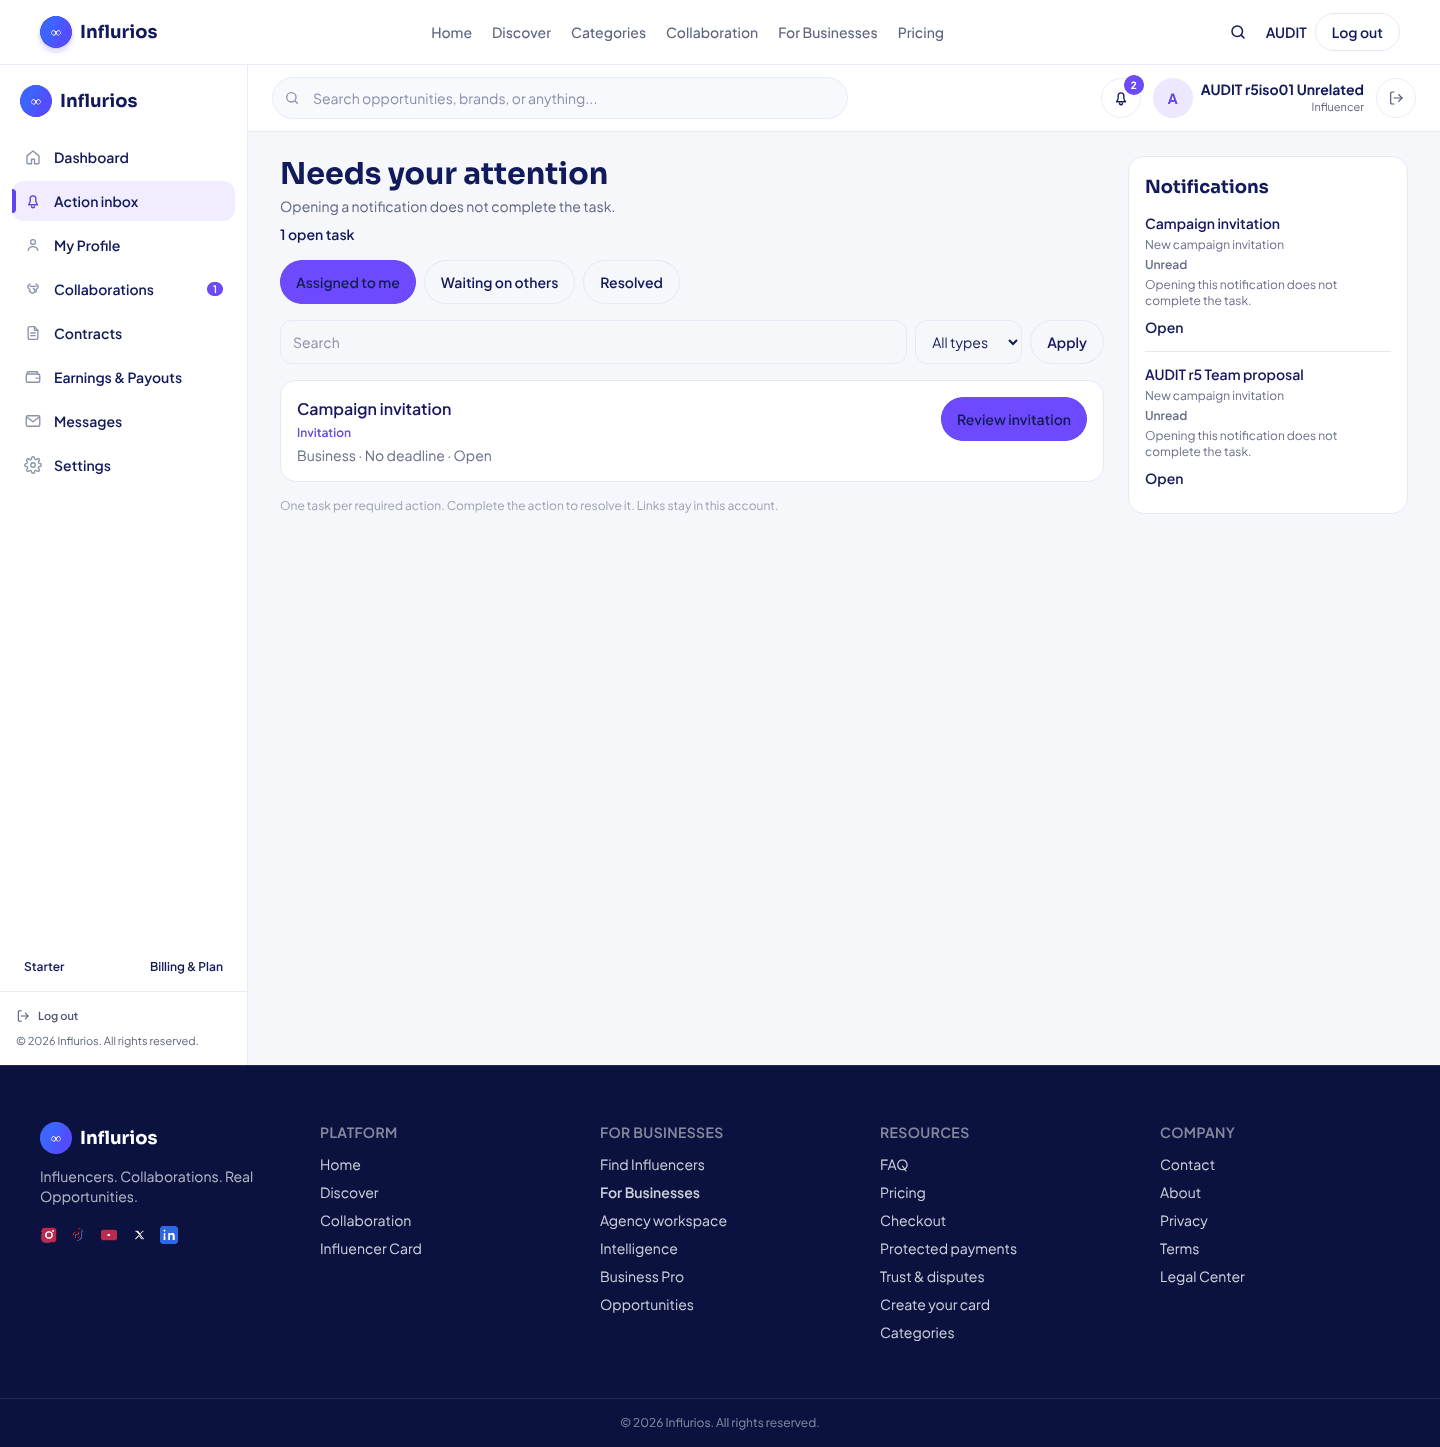 Influrios
Home Discover Categories Collaboration For Businesses Pricing
AUDIT Log out
Influrios
Dashboard
Action inbox
My Profile
Collaborations 1
Contracts
Earnings & Payouts
Messages
Settings
Starter Billing & Plan
Log out
© 2026 Influrios. All rights reserved.
Search opportunities, brands, or anything...
2
A
AUDIT r5iso01 Unrelated
Influencer
Needs your attention
Opening a notification does not complete the task.
1 open task
Assigned to me Waiting on others Resolved
Search All types Apply
Campaign invitation
Invitation
Business · No deadline · Open
Review invitation
One task per required action. Complete the action to resolve it. Links stay in this account.
Notifications
Campaign invitation
New campaign invitation
Unread
Opening this notification does not
complete the task.
Open
AUDIT r5 Team proposal
New campaign invitation
Unread
Opening this notification does not
complete the task.
Open
Influrios
Influencers. Collaborations. Real
Opportunities.
PLATFORM
Home
Discover
Collaboration
Influencer Card
FOR BUSINESSES
Find Influencers
For Businesses
Agency workspace
Intelligence
Business Pro
Opportunities
RESOURCES
FAQ
Pricing
Checkout
Protected payments
Trust & disputes
Create your card
Categories
COMPANY
Contact
About
Privacy
Terms
Legal Center
© 2026 Influrios. All rights reserved.